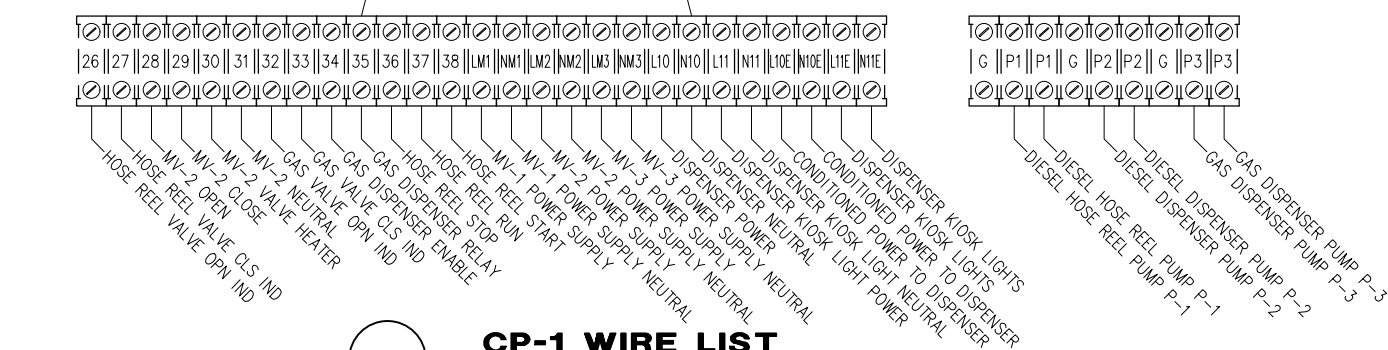 26 27 28 29 30 31 32 33 34 35 36 37 38 LM1 NM1 LM2 NM2 LM3 NM3 L10 N10 L11 N11 L10E N10E L11E N11E
G P1 P1 G P2 P2 G P3 P3
HOSE REEL VALVE OPN IND
HOSE REEL VALVE CLS IND
MV-2 OPEN
MV-2 CLOSE
MV-2 VALVE HEATER
MV-2 NEUTRAL
GAS VALVE OPN IND
GAS VALVE CLS IND
GAS DISPENSER ENABLE
GAS DISPENSER RELAY
HOSE REEL STOP
HOSE REEL RUN
HOSE REEL START
MV-1 POWER SUPPLY
MV-1 POWER SUPPLY NEUTRAL
MV-2 POWER SUPPLY
MV-2 POWER SUPPLY NEUTRAL
MV-3 POWER SUPPLY
MV-3 POWER SUPPLY NEUTRAL
DISPENSER POWER
DISPENSER NEUTRAL
DISPENSER KIOSK LIGHT POWER
DISPENSER KIOSK LIGHT NEUTRAL
CONDITIONED POWER TO DISPENSER
CONDITIONED POWER TO DISPENSER
DISPENSER KIOSK LIGHTS
DISPENSER KIOSK LIGHTS
DIESEL HOSE REEL PUMP P-1
DIESEL HOSE REEL PUMP P-1
DIESEL DISPENSER PUMP P-2
DIESEL DISPENSER PUMP P-2
GAS DISPENSER PUMP P-3
GAS DISPENSER PUMP P-3
CP-1 WIRE LIST